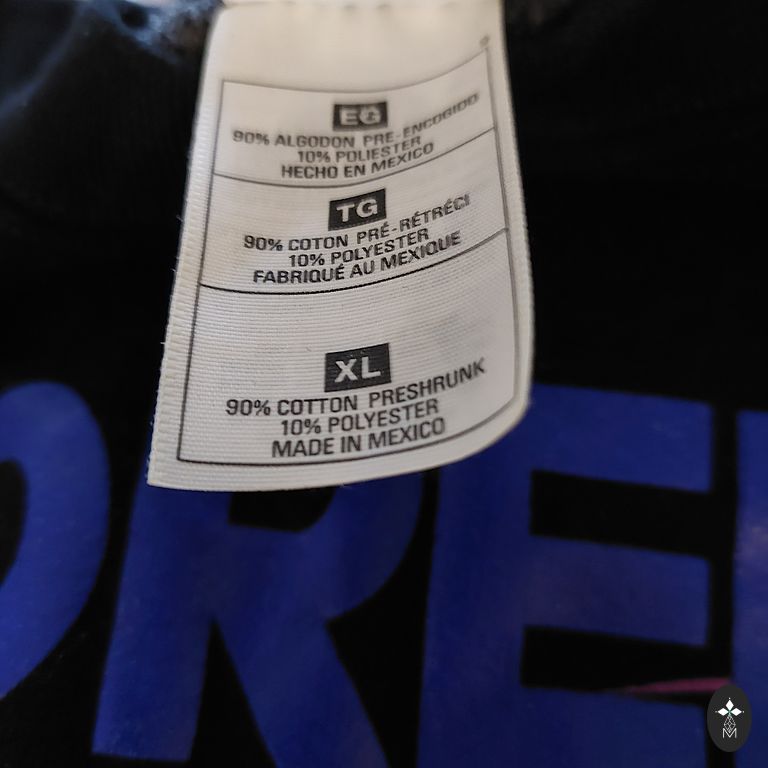 EG
90% ALGODON PRE-ENCOGIDO
10% POLIESTER
HECHO EN MEXICO
TG
90% COTON PRÉ-RÉTRÉCI
10% POLYESTER
FABRIQUÉ AU MEXIQUE
XL
90% COTTON PRESHRUNK
10% POLYESTER
MADE IN MEXICO
ORE
M